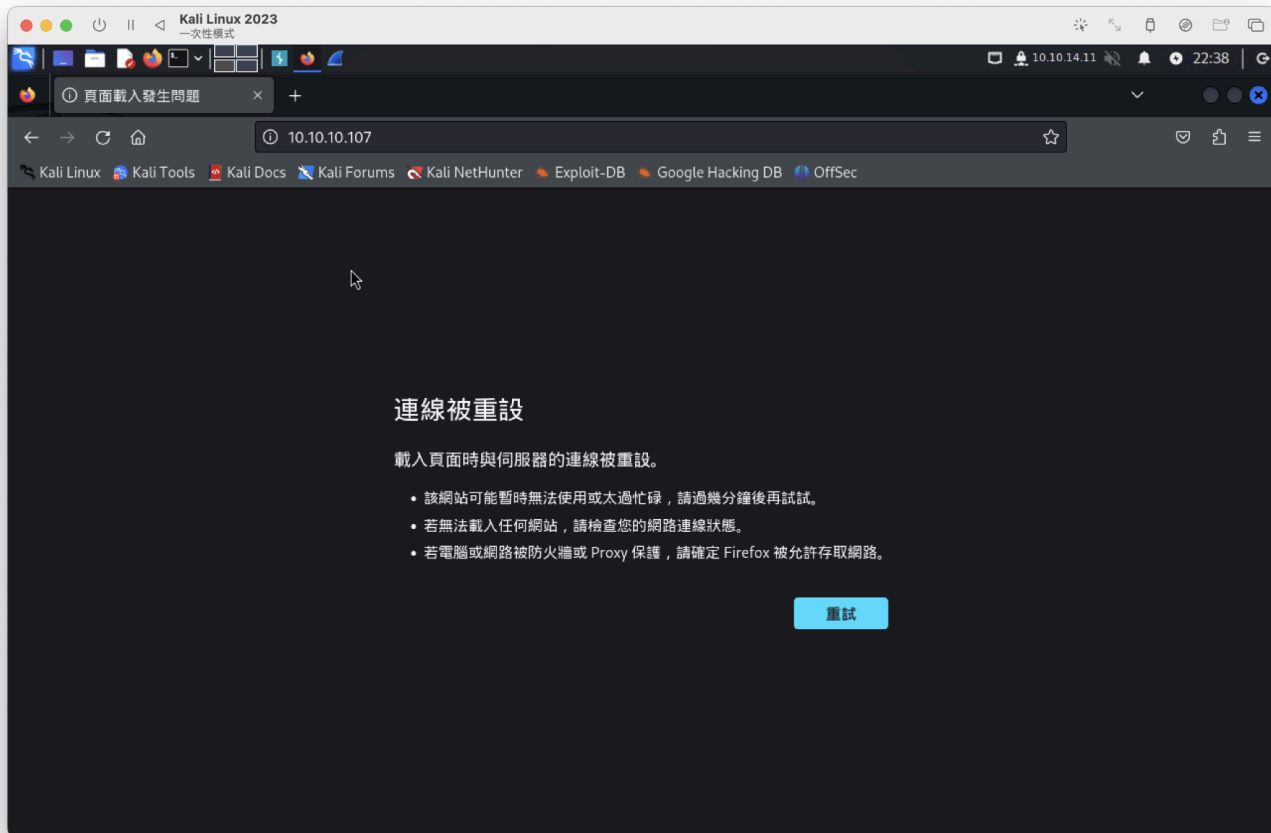 Kali Linux 2023
一次性模式
10.10.14.11
22:38
頁面載入發生問題
10.10.10.107
Kali Linux
Kali Tools
Kali Docs
Kali Forums
Kali NetHunter
Exploit-DB
Google Hacking DB
OffSec
連線被重設
載入頁面時與伺服器的連線被重設。
• 該網站可能暫時無法使用或太過忙碌，請過幾分鐘後再試試。
• 若無法載入任何網站，請檢查您的網路連線狀態。
• 若電腦或網路被防火牆或 Proxy 保護，請確定 Firefox 被允許存取網路。
重試